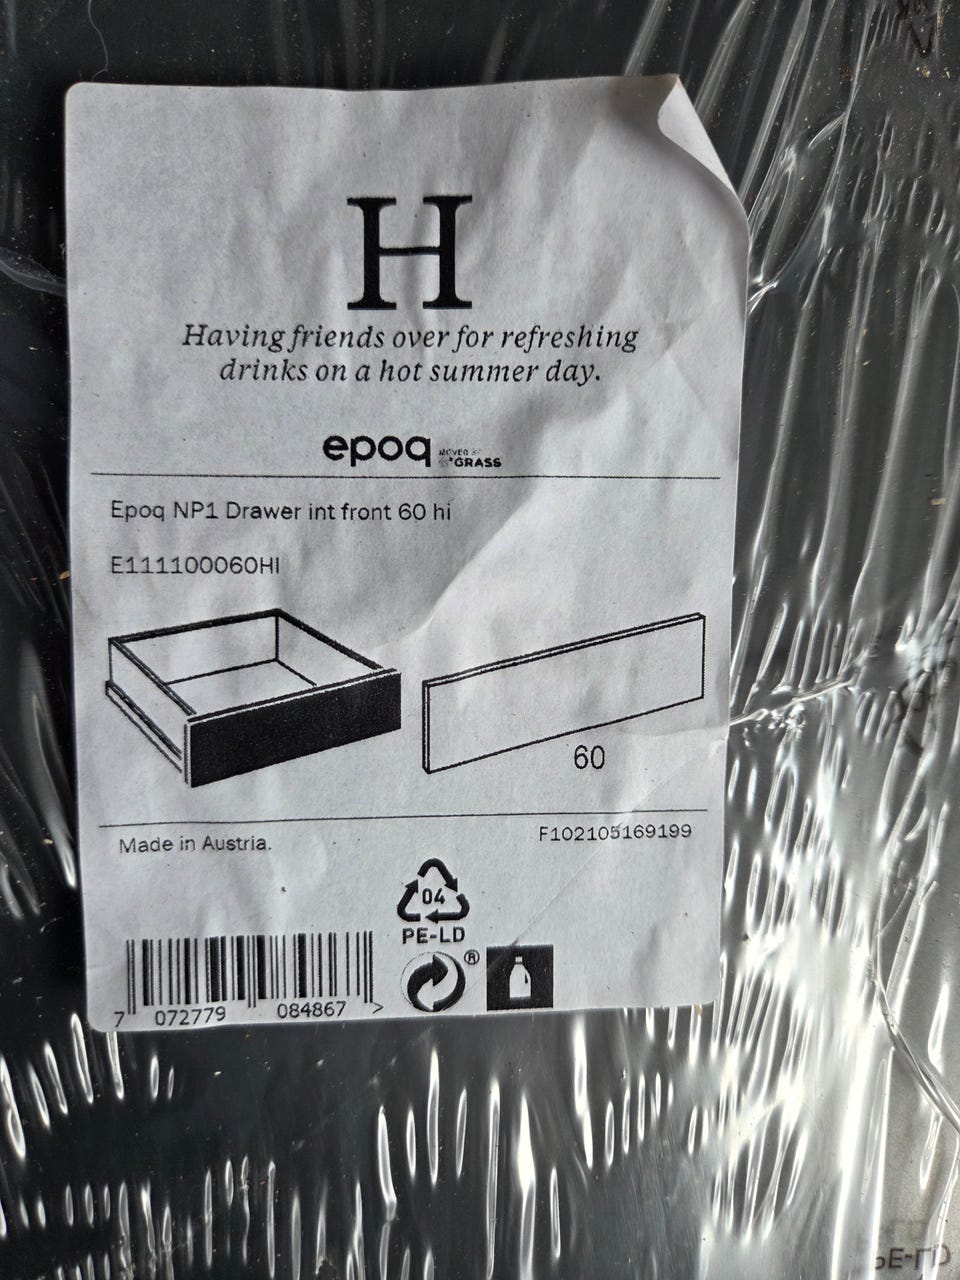 H
Having friends over for refreshing
drinks on a hot summer day.
epoq MOVED BY GRASS
Epoq NP1 Drawer int front 60 hi
E111100060HI
60
Made in Austria.
F102105169199
04
PE-LD
®
7 072779 084867 >